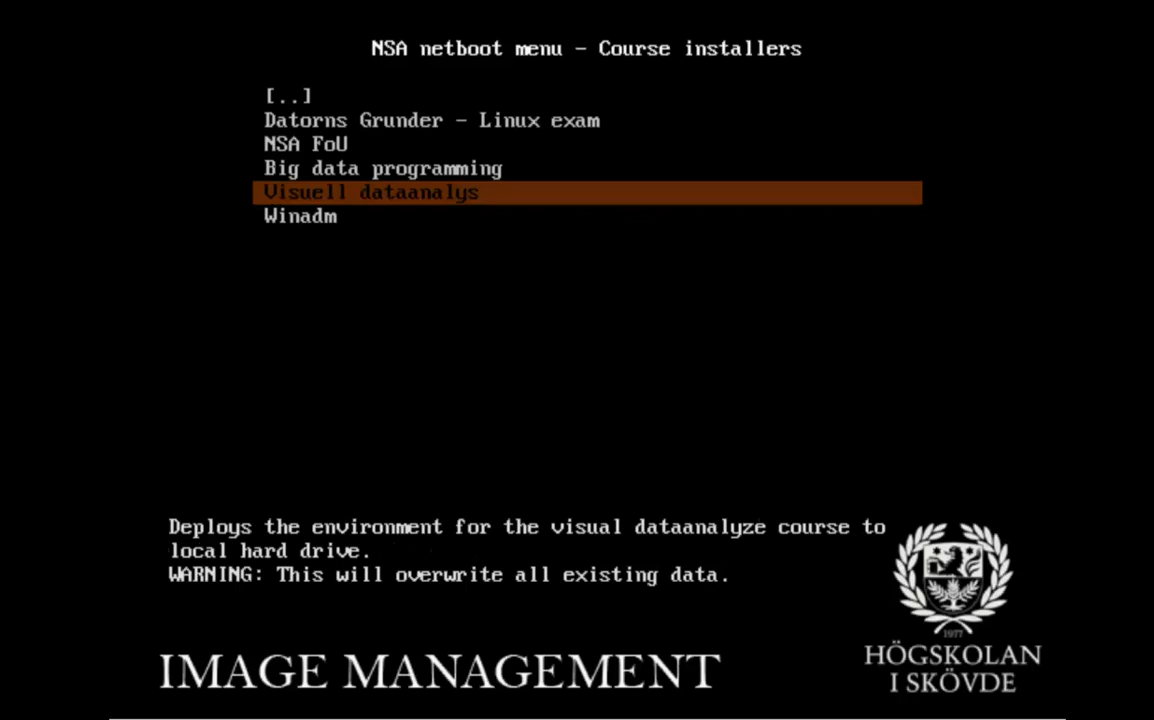 NSA netboot menu - Course installers
[..]
Datorns Grunder - Linux exam
NSA FoU
Big data programming
Visuell dataanalys
Winadm
Deploys the environment for the visual dataanalyze course to
local hard drive.
WARNING: This will overwrite all existing data.
1977
HÖGSKOLAN
I SKÖVDE
IMAGE MANAGEMENT